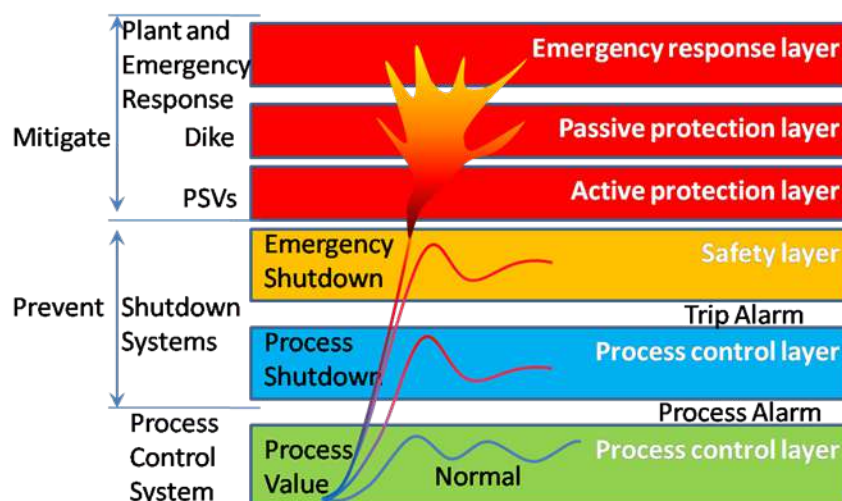 Plant and
Emergency
Response
Emergency response layer
Mitigate
Dike
Passive protection layer
PSVs
Active protection layer
Emergency
Shutdown
Safety layer
Prevent
Shutdown
Systems
Trip Alarm
Process
Shutdown
Process control layer
Process Alarm
Process
Control
System
Process
Value
Normal
Process control layer